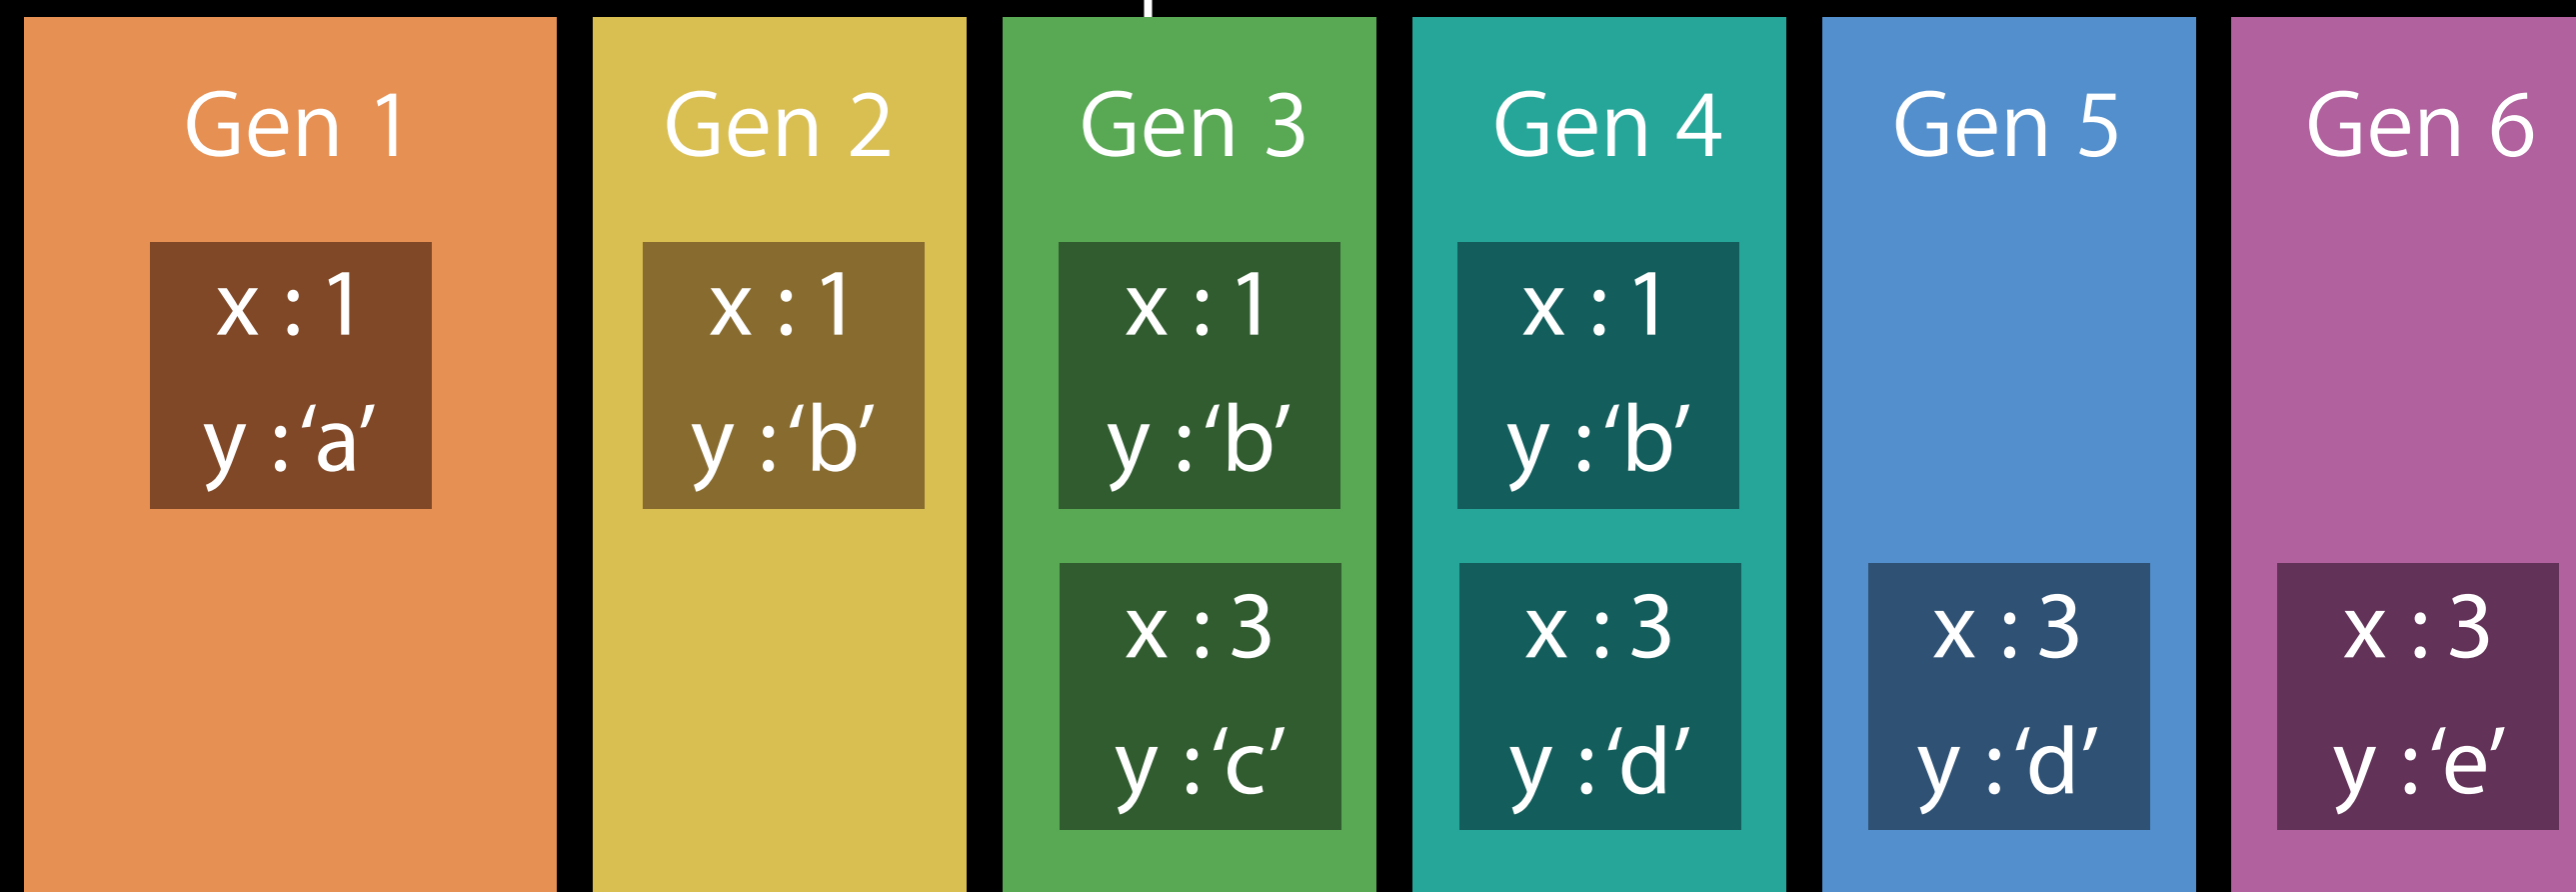 Gen 1
x : 1
y : ‘a’
Gen 2
x : 1
y : ‘b’
Gen 3
x : 1
y : ‘b’
x : 3
y : ‘c’
Gen 4
x : 1
y : ‘b’
x : 3
y : ‘d’
Gen 5
x : 3
y : ‘d’
Gen 6
x : 3
y : ‘e’